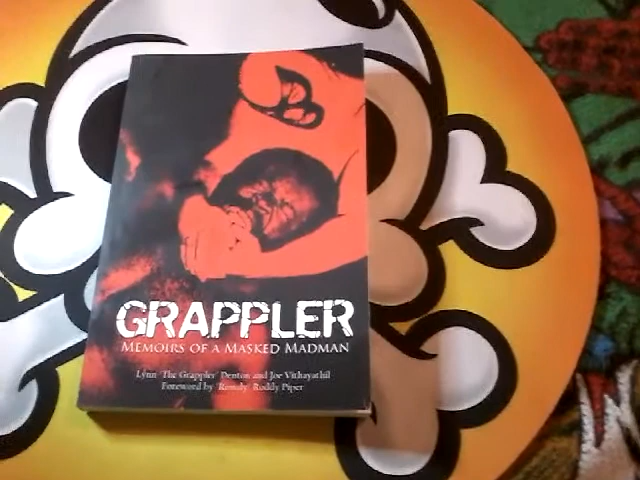 GRAPPLER
MEMOIRS OF A MASKED MADMAN
Lynn 'The Grappler' Denton and Joe Vithayathil
Foreword by 'Rowdy' Roddy Piper